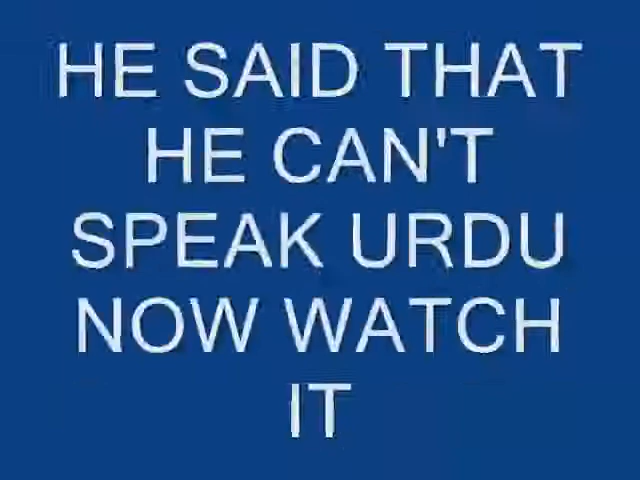 HE SAID THAT
HE CAN'T
SPEAK URDU
NOW WATCH
IT